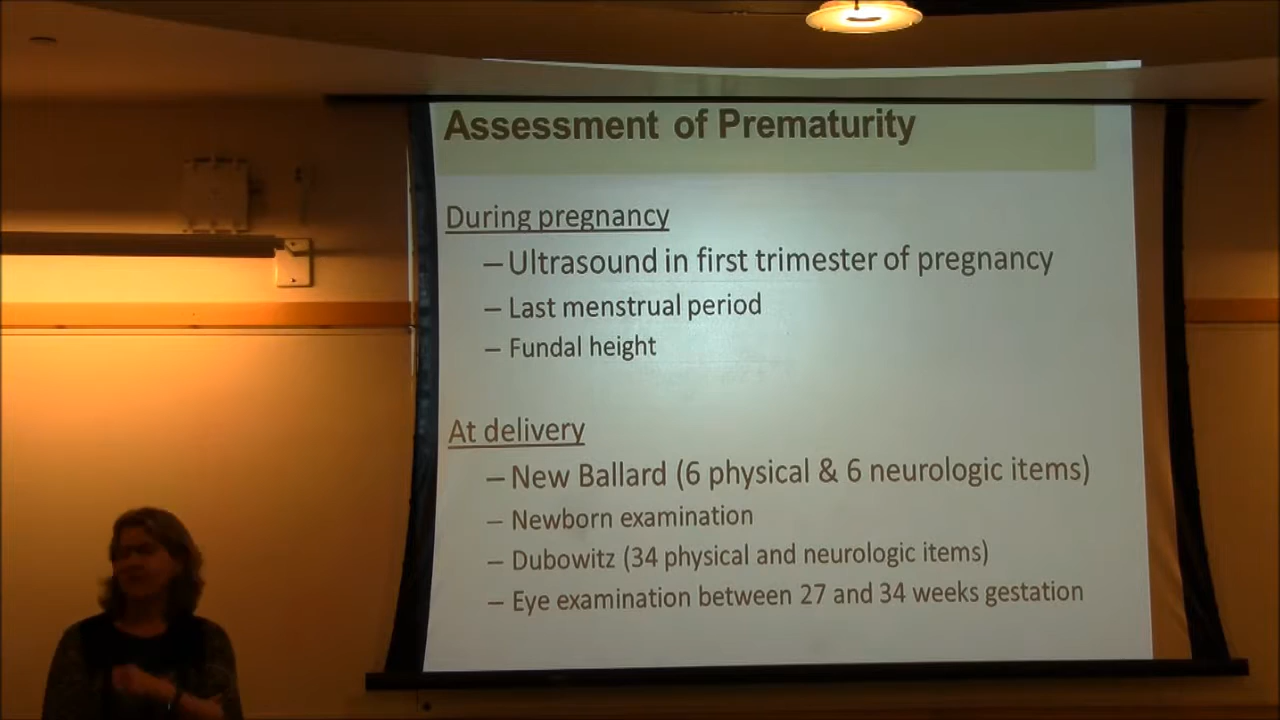 Assessment of Prematurity
During pregnancy
– Ultrasound in first trimester of pregnancy
– Last menstrual period
– Fundal height
At delivery
– New Ballard (6 physical & 6 neurologic items)
– Newborn examination
– Dubowitz (34 physical and neurologic items)
– Eye examination between 27 and 34 weeks gestation